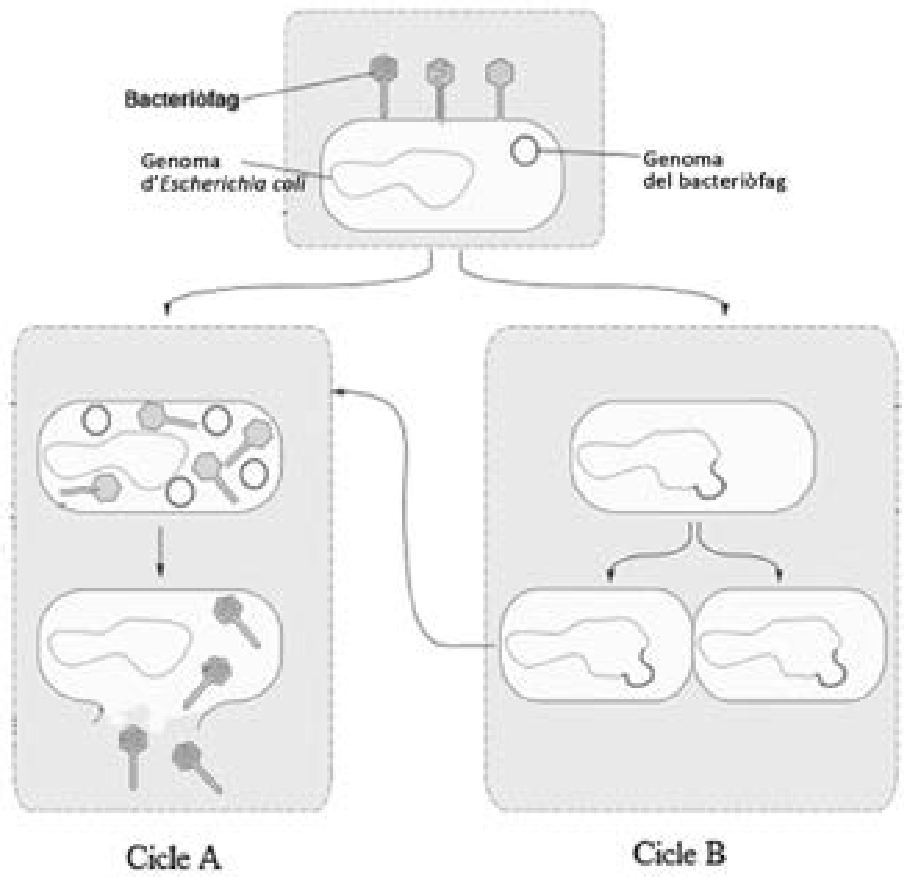 Bacteriòfag
Genoma
d'Escherichia coli
Genoma
del bacteriòfag
Cicle A
Cicle B